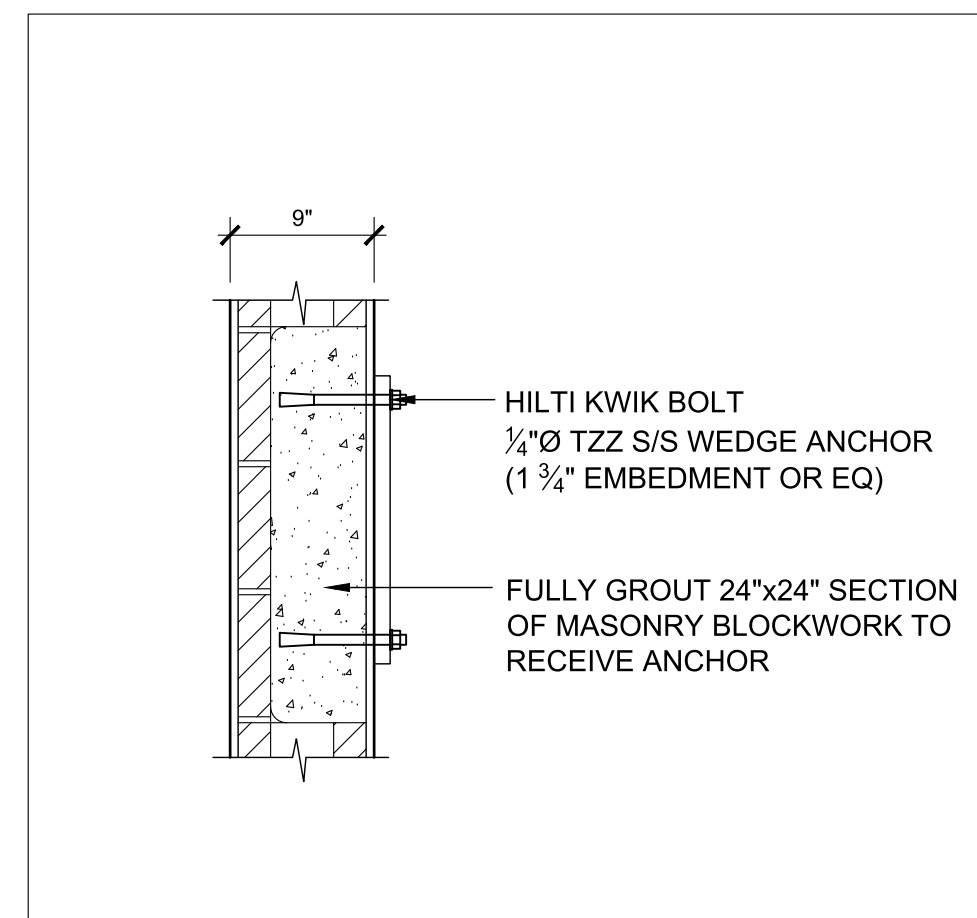 9"
HILTI KWIK BOLT
¼"Ø TZZ S/S WEDGE ANCHOR
(1 ¾" EMBEDMENT OR EQ)
FULLY GROUT 24"x24" SECTION
OF MASONRY BLOCKWORK TO
RECEIVE ANCHOR